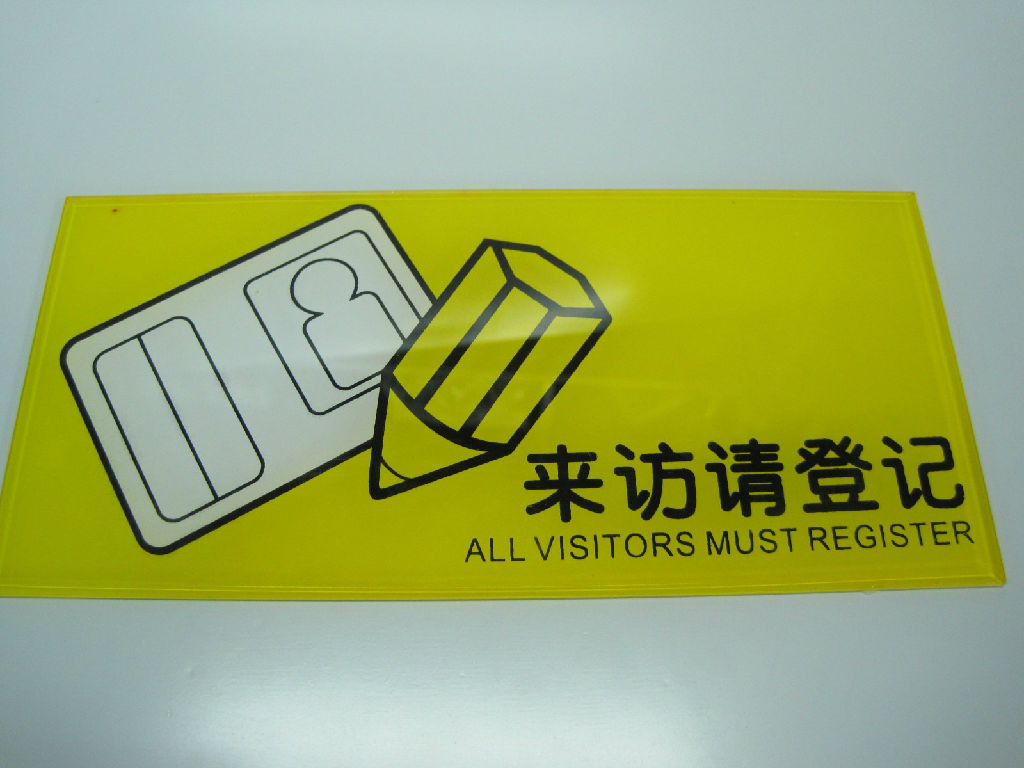 来访请登记
ALL VISITORS MUST REGISTER